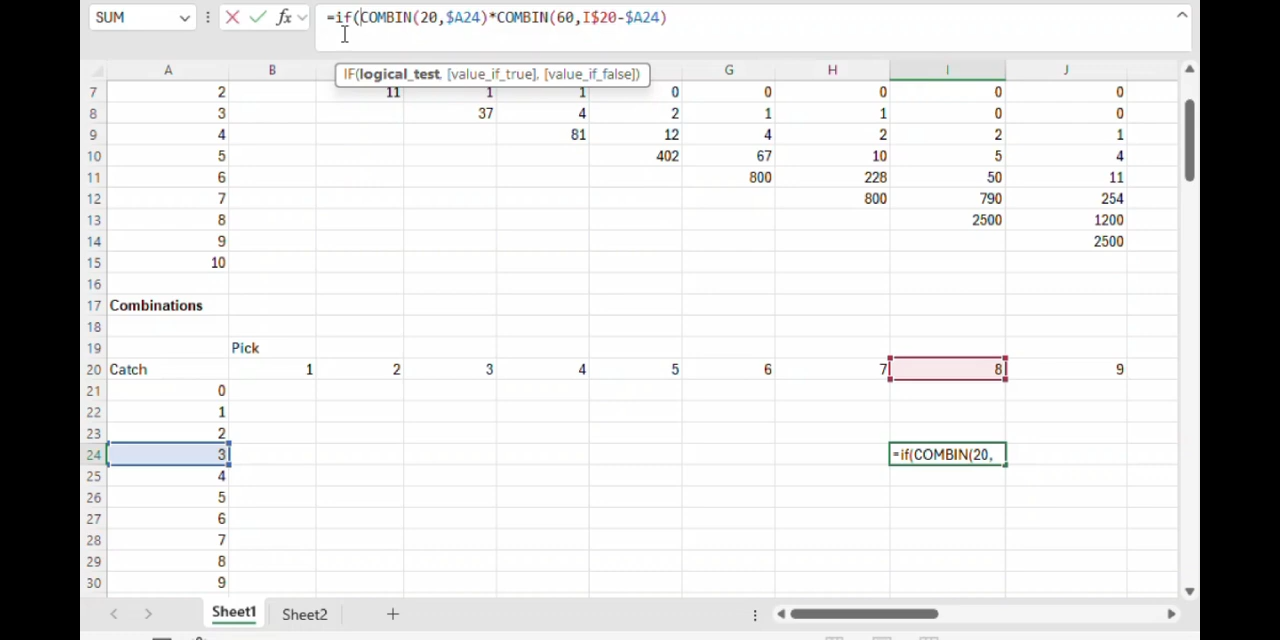 SUM fx =if(COMBIN(20,$A24)*COMBIN(60,I$20-$A24)
IF(logical_test, [value_if_true], [value_if_false])
A B G H I J
7 2 11 1 1 0 0 0 0 0
8 3 37 4 2 1 1 0 0
9 4 81 12 4 2 2 1
10 5 402 67 10 5 4
11 6 800 228 50 11
12 7 800 790 254
13 8 2500 1200
14 9 2500
15 10
16
17 Combinations
18
19 Pick
20 Catch 1 2 3 4 5 6 7 8 9
21 0
22 1
23 2
24 3 =if(COMBIN(20,
25 4
26 5
27 6
28 7
29 8
30 9
Sheet1 Sheet2